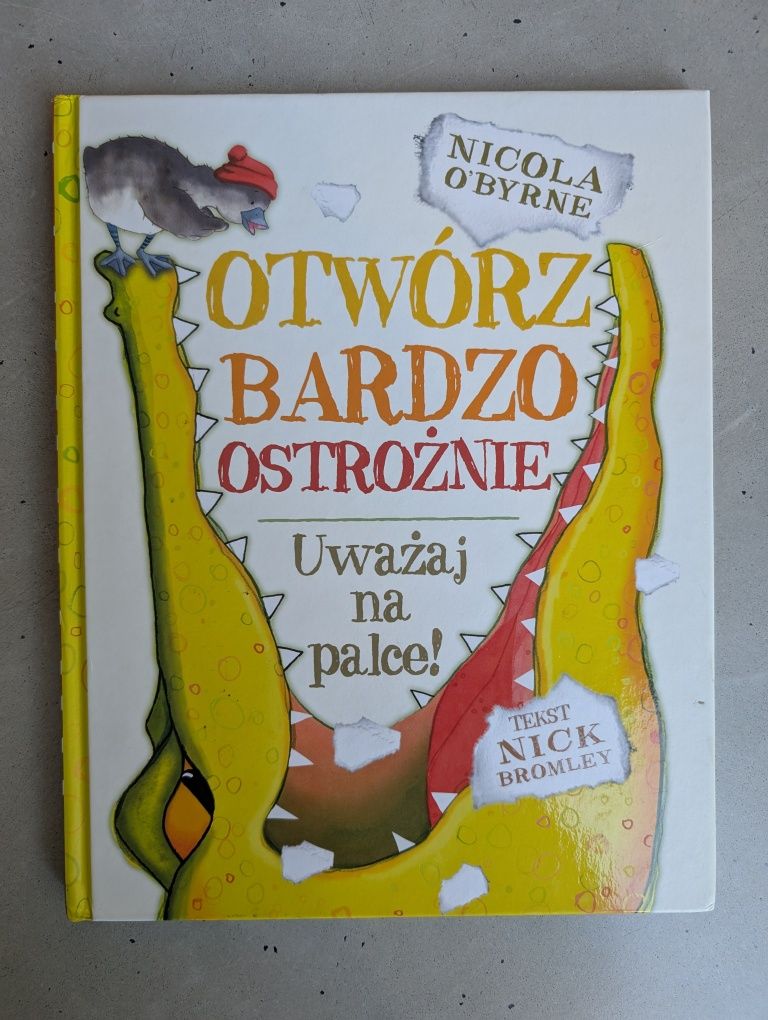 NICOLA
O'BYRNE
OTWÓRZ
BARDZO
OSTROŻNIE
Uważaj
na
palce!
TEKST
NICK
BROMLEY